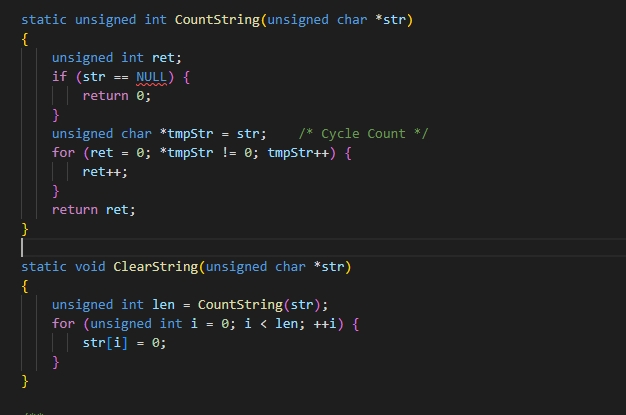 static unsigned int CountString(unsigned char *str)
{
    unsigned int ret;
    if (str == NULL) {
        return 0;
    }
    unsigned char *tmpStr = str;    /* Cycle Count */
    for (ret = 0; *tmpStr != 0; tmpStr++) {
        ret++;
    }
    return ret;
}

static void ClearString(unsigned char *str)
{
    unsigned int len = CountString(str);
    for (unsigned int i = 0; i < len; ++i) {
        str[i] = 0;
    }
}